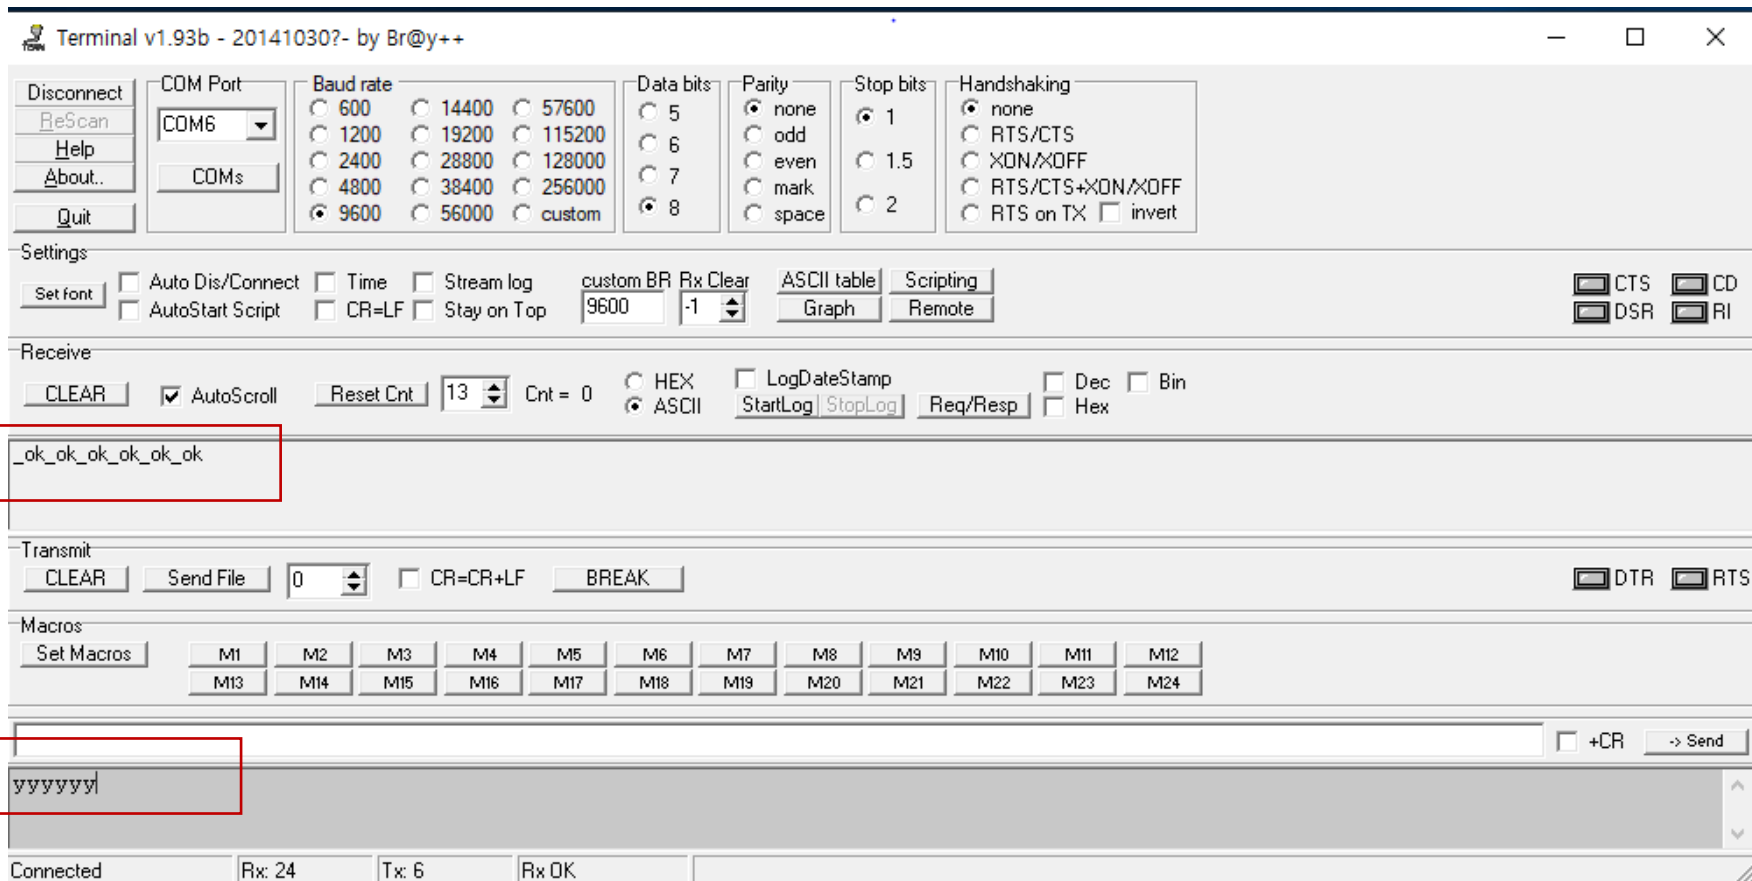 Terminal v1.93b - 20141030?- by Br@y++
Disconnect
ReScan
Help
About..
Quit
COM Port
COM6
COMs
Baud rate
600 14400 57600
1200 19200 115200
2400 28800 128000
4800 38400 256000
9600 56000 custom
Data bits
5
6
7
8
Parity
none
odd
even
mark
space
Stop bits
1
1.5
2
Handshaking
none
RTS/CTS
XON/XOFF
RTS/CTS+XON/XOFF
RTS on TX invert
Settings
Set font
Auto Dis/Connect Time Stream log
AutoStart Script CR=LF Stay on Top
custom BR Rx Clear
9600 -1
ASCII table Scripting
Graph Remote
CTS CD
DSR RI
Receive
CLEAR AutoScroll Reset Cnt 13 Cnt = 0
HEX
ASCII
LogDateStamp
StartLog StopLog Req/Resp
Dec Bin
Hex
_ok_ok_ok_ok_ok_ok
Transmit
CLEAR Send File 0 CR=CR+LF BREAK DTR RTS
Macros
Set Macros
M1 M2 M3 M4 M5 M6 M7 M8 M9 M10 M11 M12
M13 M14 M15 M16 M17 M18 M19 M20 M21 M22 M23 M24
+CR -> Send
yyyyyy
Connected Rx: 24 Tx: 6 Rx OK